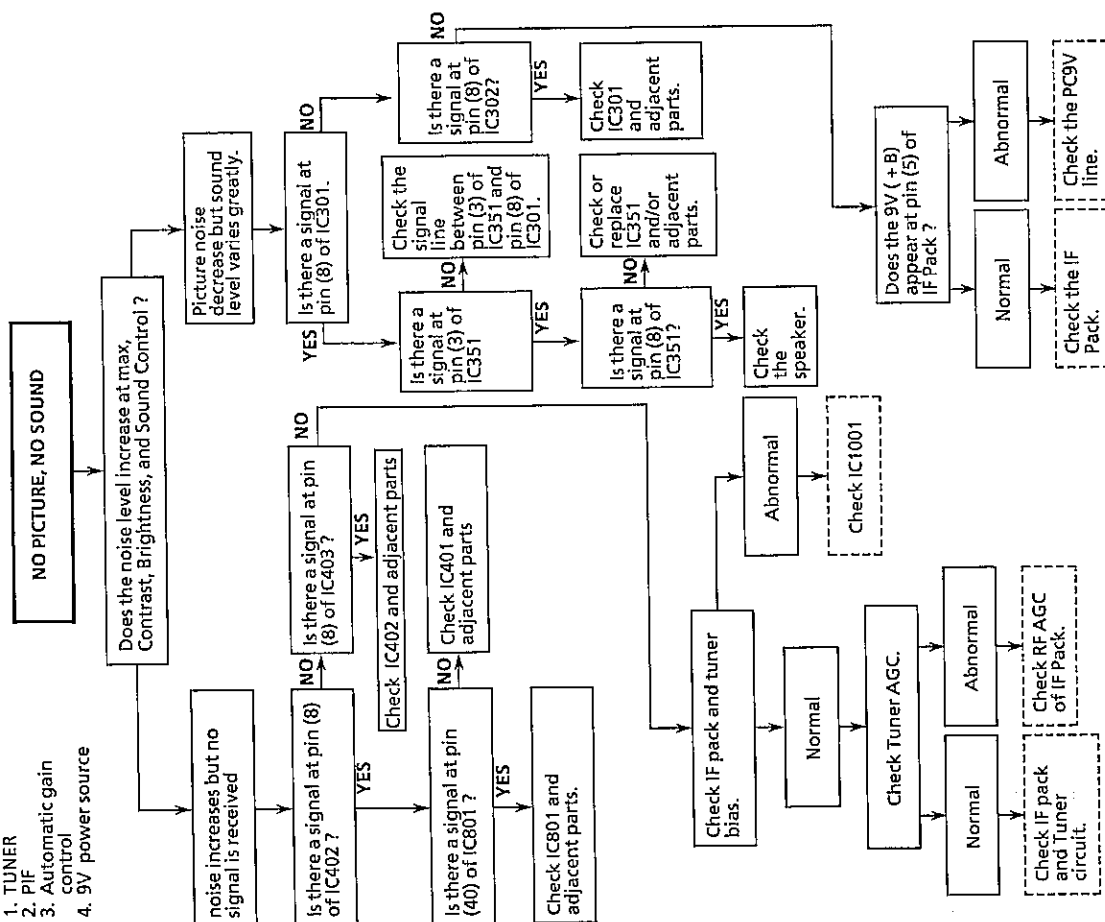 1. TUNER
2. PIF
3. Automatic gain
control
4. 9V power source
NO PICTURE, NO SOUND
Does the noise level increase at max,
Contrast, Brightness, and Sound Control ?
noise increases but no
signal is received
Is there a signal at pin (8)
of IC402 ?
NO
Is there a signal at pin
(8) of IC403 ?
NO
YES
Check IC402 and adjacent parts
YES
Is there a signal at pin
(40) of IC801 ?
NO
Check IC401 and
adjacent parts
YES
Check IC801 and
adjacent parts.
Check IF pack and tuner
bias.
Normal
Abnormal
Check IC1001
Check Tuner AGC.
Normal
Abnormal
Check IF pack
and Tuner
circuit.
Check RF AGC
of IF Pack.
Picture noise
decrease but sound
level varies greatly-
Is there a signal at
pin (8) of IC301.
YES
NO
Is there a
signal at
pin (3) of
IC351
NO
Check the
signal
line
between
pin (3) of
IC351 and
pin (8) of
IC301.
YES
Is there a
signal at
pin (8) of
IC351?
NO
Check or
replace
IC351
and/or
adjacent
parts.
YES
Check
the
speaker.
Is there a
signal at
pin (8) of
IC302?
NO
YES
Check
IC301
and
adjacent
parts.
Does the 9V ( +B)
appear at pin (5) of
IF Pack ?
Normal
Abnormal
Check the IF
Pack.
Check the PC9V
line.